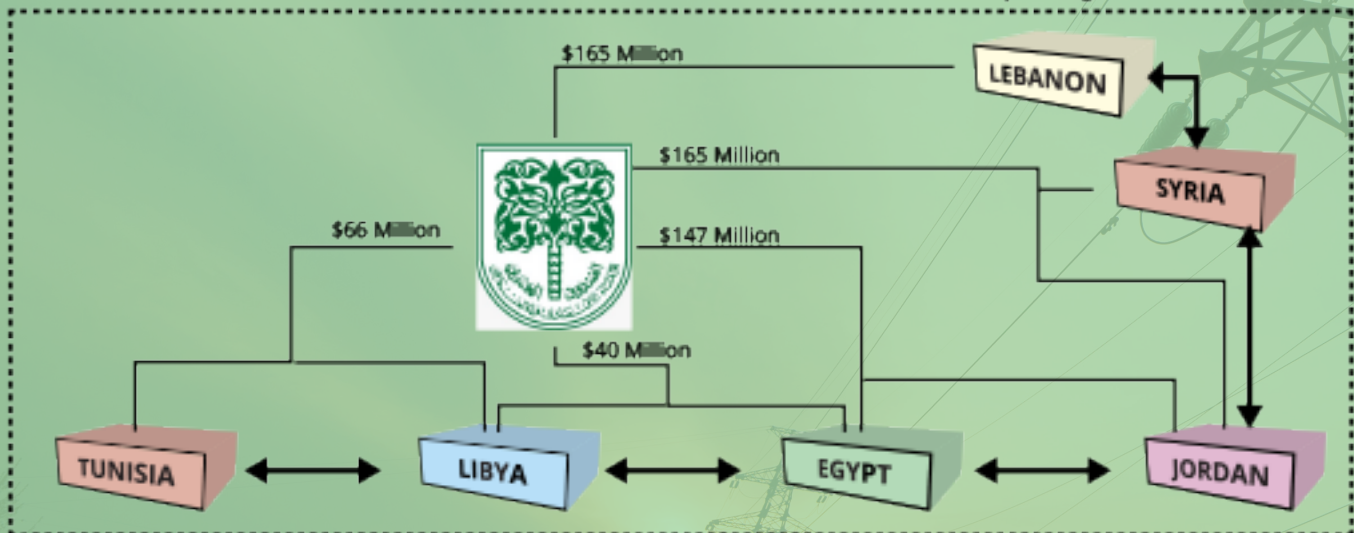 $165 Million
LEBANON
$165 Million
SYRIA
$66 Million
$147 Million
$40 Million
TUNISIA
LIBYA
EGYPT
JORDAN